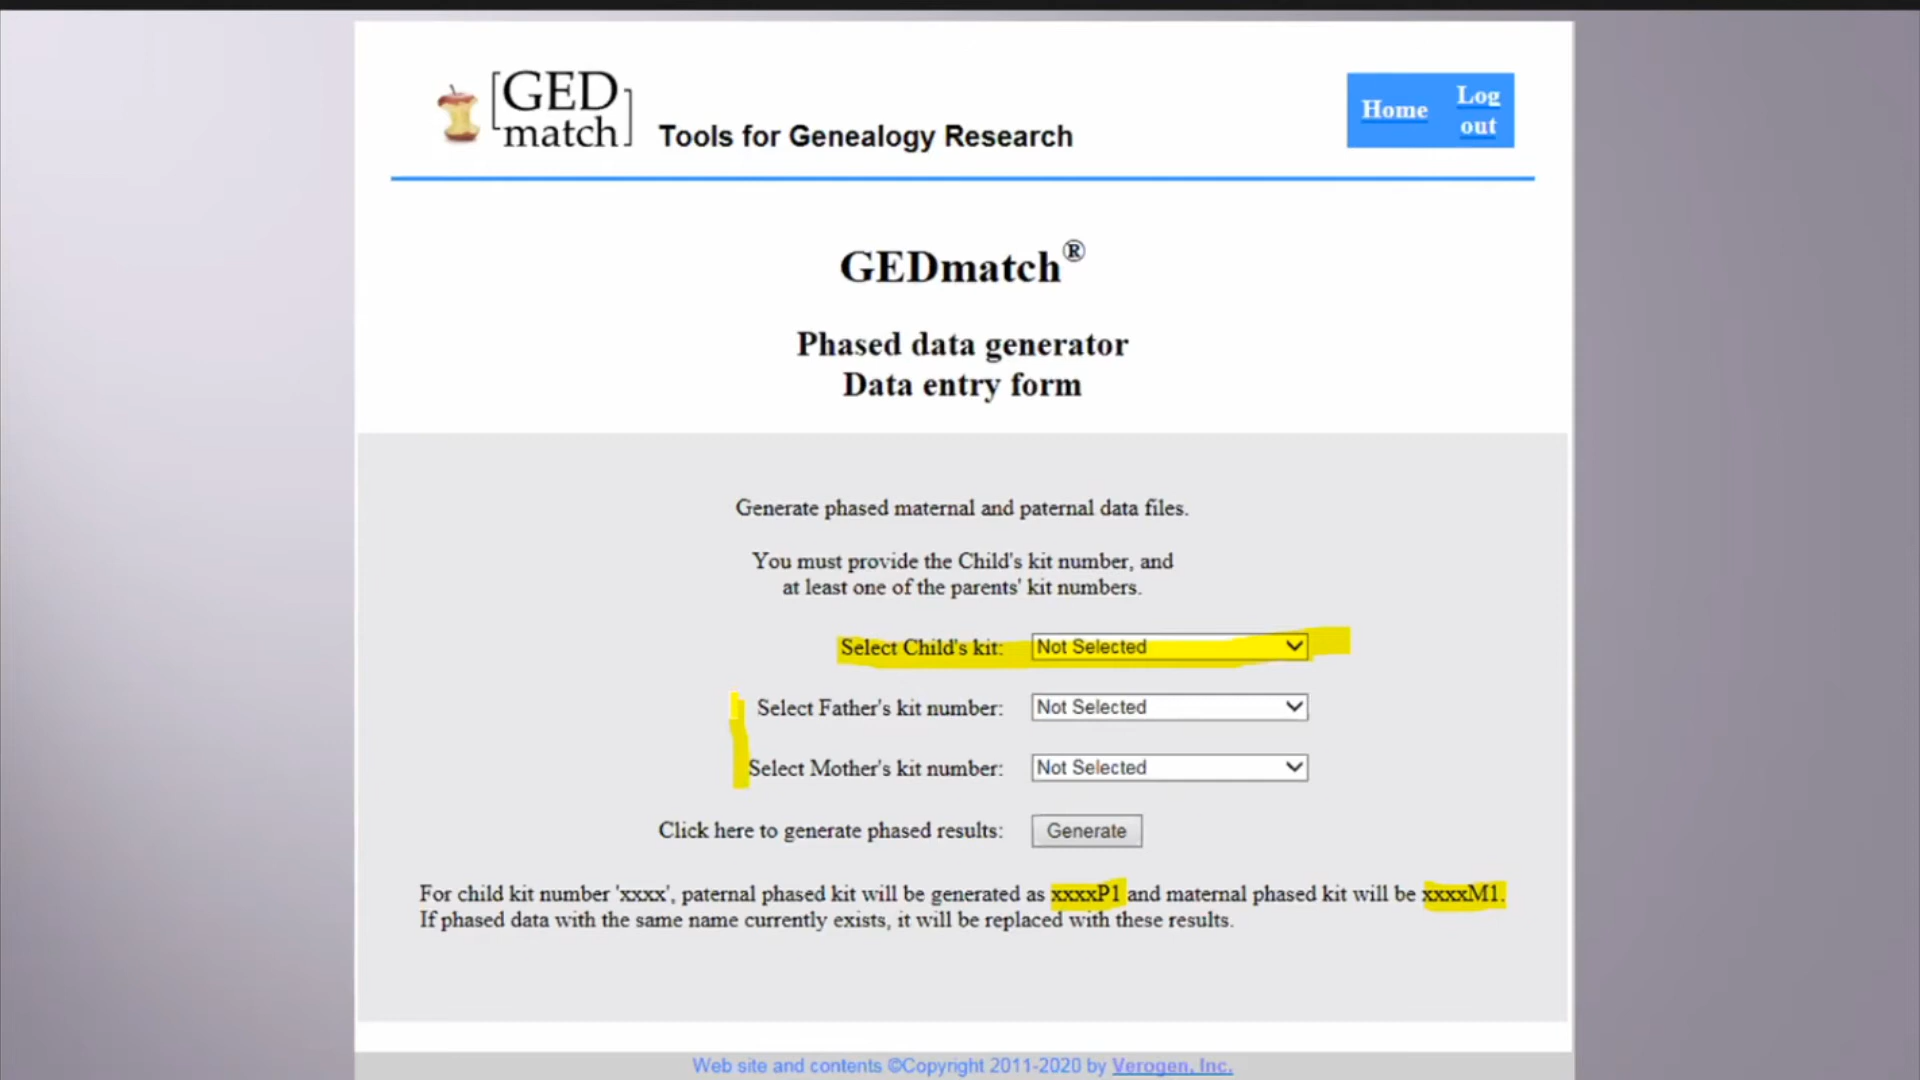 [GED
match]
Tools for Genealogy Research
Home
Log
out
GEDmatch®
Phased data generator
Data entry form
Generate phased maternal and paternal data files.
You must provide the Child's kit number, and
at least one of the parents' kit numbers.
Select Child's kit: Not Selected
Select Father's kit number: Not Selected
Select Mother's kit number: Not Selected
Click here to generate phased results: Generate
For child kit number 'xxxx', paternal phased kit will be generated as xxxxP1 and maternal phased kit will be xxxxM1.
If phased data with the same name currently exists, it will be replaced with these results.
Web site and contents ©Copyright 2011-2020 by Verogen, Inc.